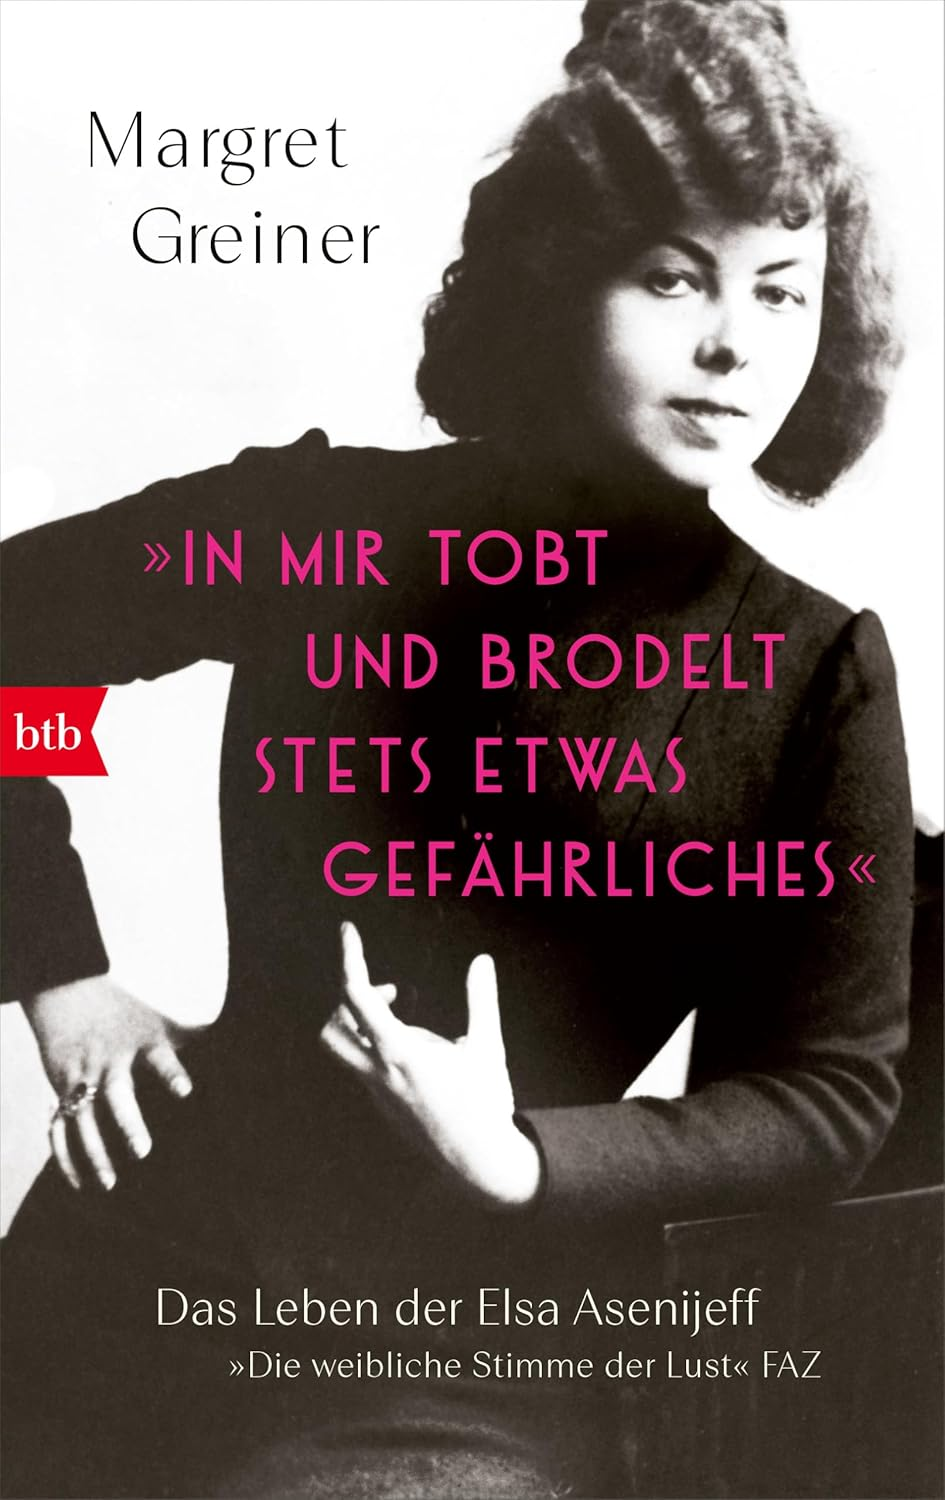 Margret
Greiner
»IN MIR TOBT
UND BRODELT
STETS ETWAS
GEFÄHRLICHES«
btb
Das Leben der Elsa Asenijeff
»Die weibliche Stimme der Lust« FAZ